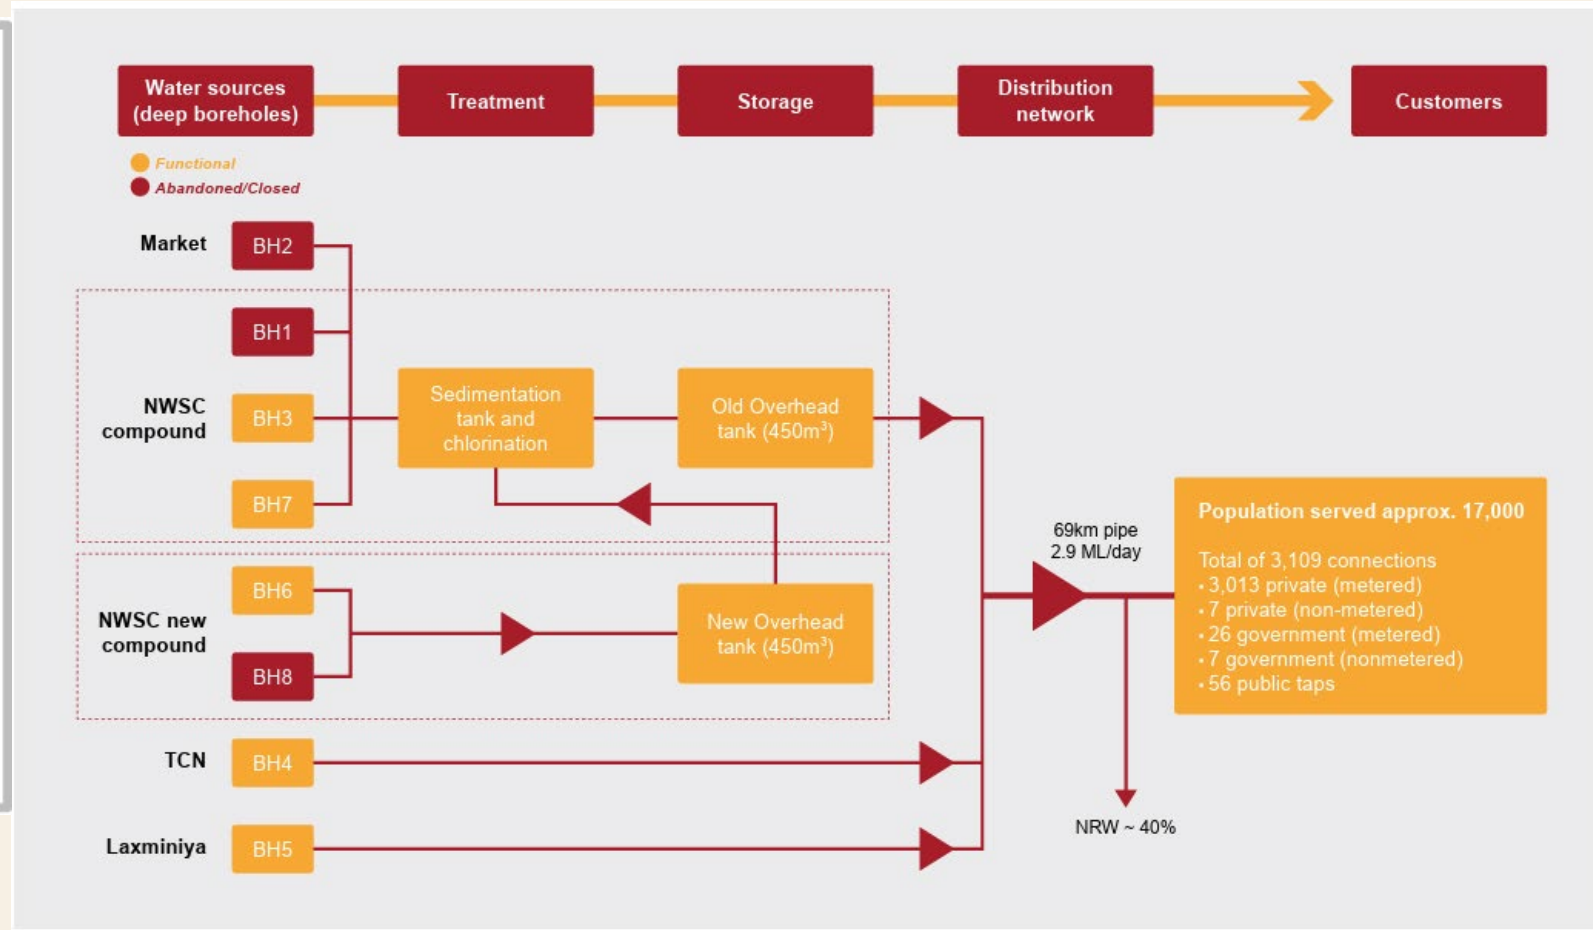 Water sources
(deep boreholes)
Treatment
Storage
Distribution
network
Customers
Functional
Abandoned/Closed
Market
BH2
BH1
NWSC
compound
BH3
BH7
Sedimentation
tank and
chlorination
Old Overhead
tank (450m³)
NWSC new
compound
BH6
BH8
New Overhead
tank (450m³)
TCN
BH4
Laxminiya
BH5
69km pipe
2.9 ML/day
NRW ~ 40%
Population served approx. 17,000
Total of 3,109 connections
• 3,013 private (metered)
• 7 private (non-metered)
• 26 government (metered)
• 7 government (nonmetered)
• 56 public taps